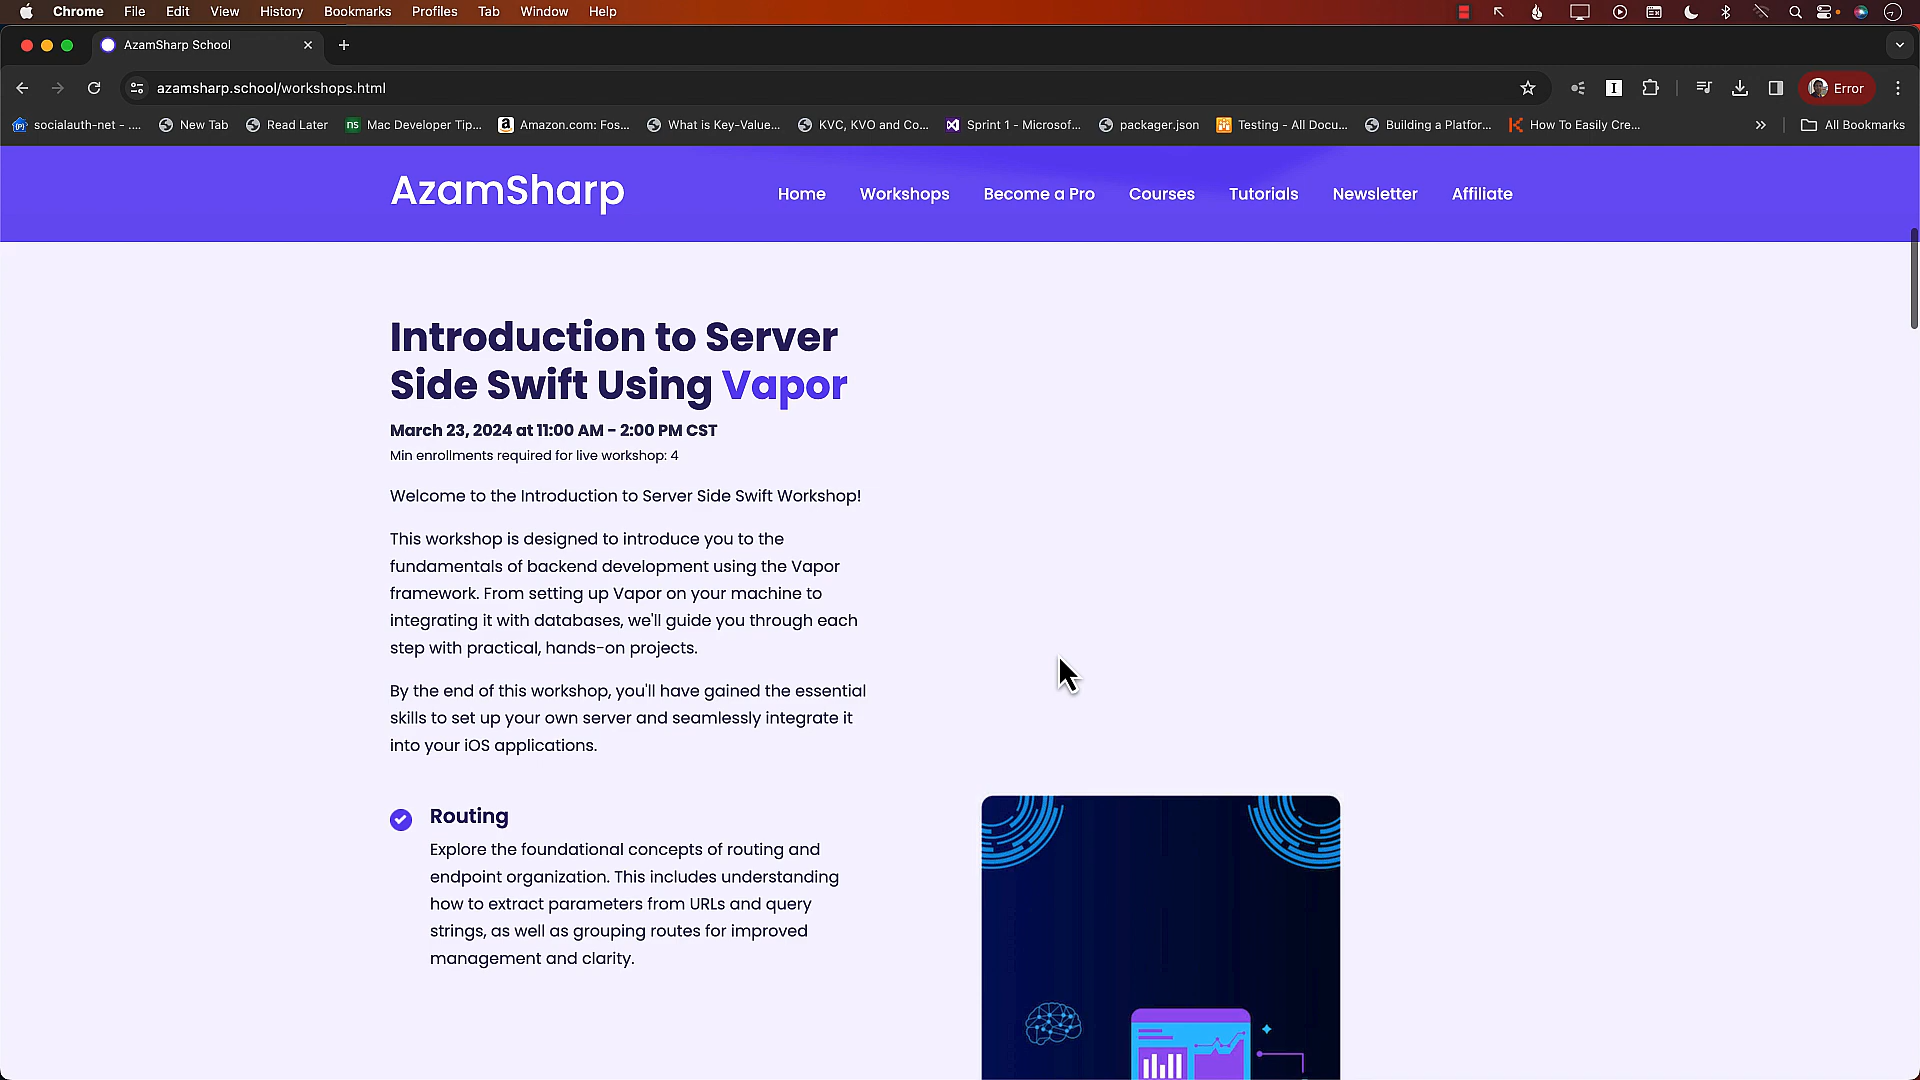 Chrome File Edit View History Bookmarks Profiles Tab Window Help
AzamSharp School
azamsharp.school/workshops.html
Error
socialauth-net - .... New Tab Read Later Mac Developer Tip... Amazon.com: Fos... What is Key-Value... KVC, KVO and Co... Sprint 1 - Microsof... packager.json Testing - All Docu... Building a Platfor... How To Easily Cre... » All Bookmarks
AzamSharp Home Workshops Become a Pro Courses Tutorials Newsletter Affiliate
Introduction to Server
Side Swift Using Vapor
March 23, 2024 at 11:00 AM - 2:00 PM CST
Min enrollments required for live workshop: 4
Welcome to the Introduction to Server Side Swift Workshop!
This workshop is designed to introduce you to the
fundamentals of backend development using the Vapor
framework. From setting up Vapor on your machine to
integrating it with databases, we'll guide you through each
step with practical, hands-on projects.
By the end of this workshop, you'll have gained the essential
skills to set up your own server and seamlessly integrate it
into your iOS applications.
Routing
Explore the foundational concepts of routing and
endpoint organization. This includes understanding
how to extract parameters from URLs and query
strings, as well as grouping routes for improved
management and clarity.